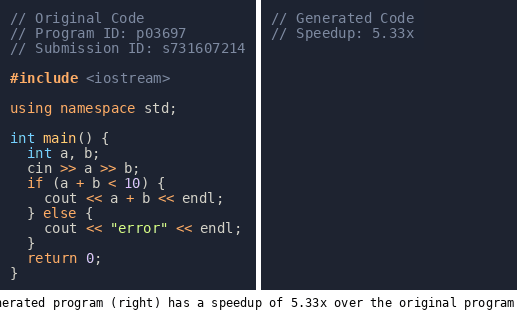 // Original Code
// Program ID: p03697
// Submission ID: s731607214
#include <iostream>
using namespace std;
int main() {
  int a, b;
  cin >> a >> b;
  if (a + b < 10) {
    cout << a + b << endl;
  } else {
    cout << "error" << endl;
  }
  return 0;
}
// Generated Code
// Speedup: 5.33x
nerated program (right) has a speedup of 5.33x over the original program